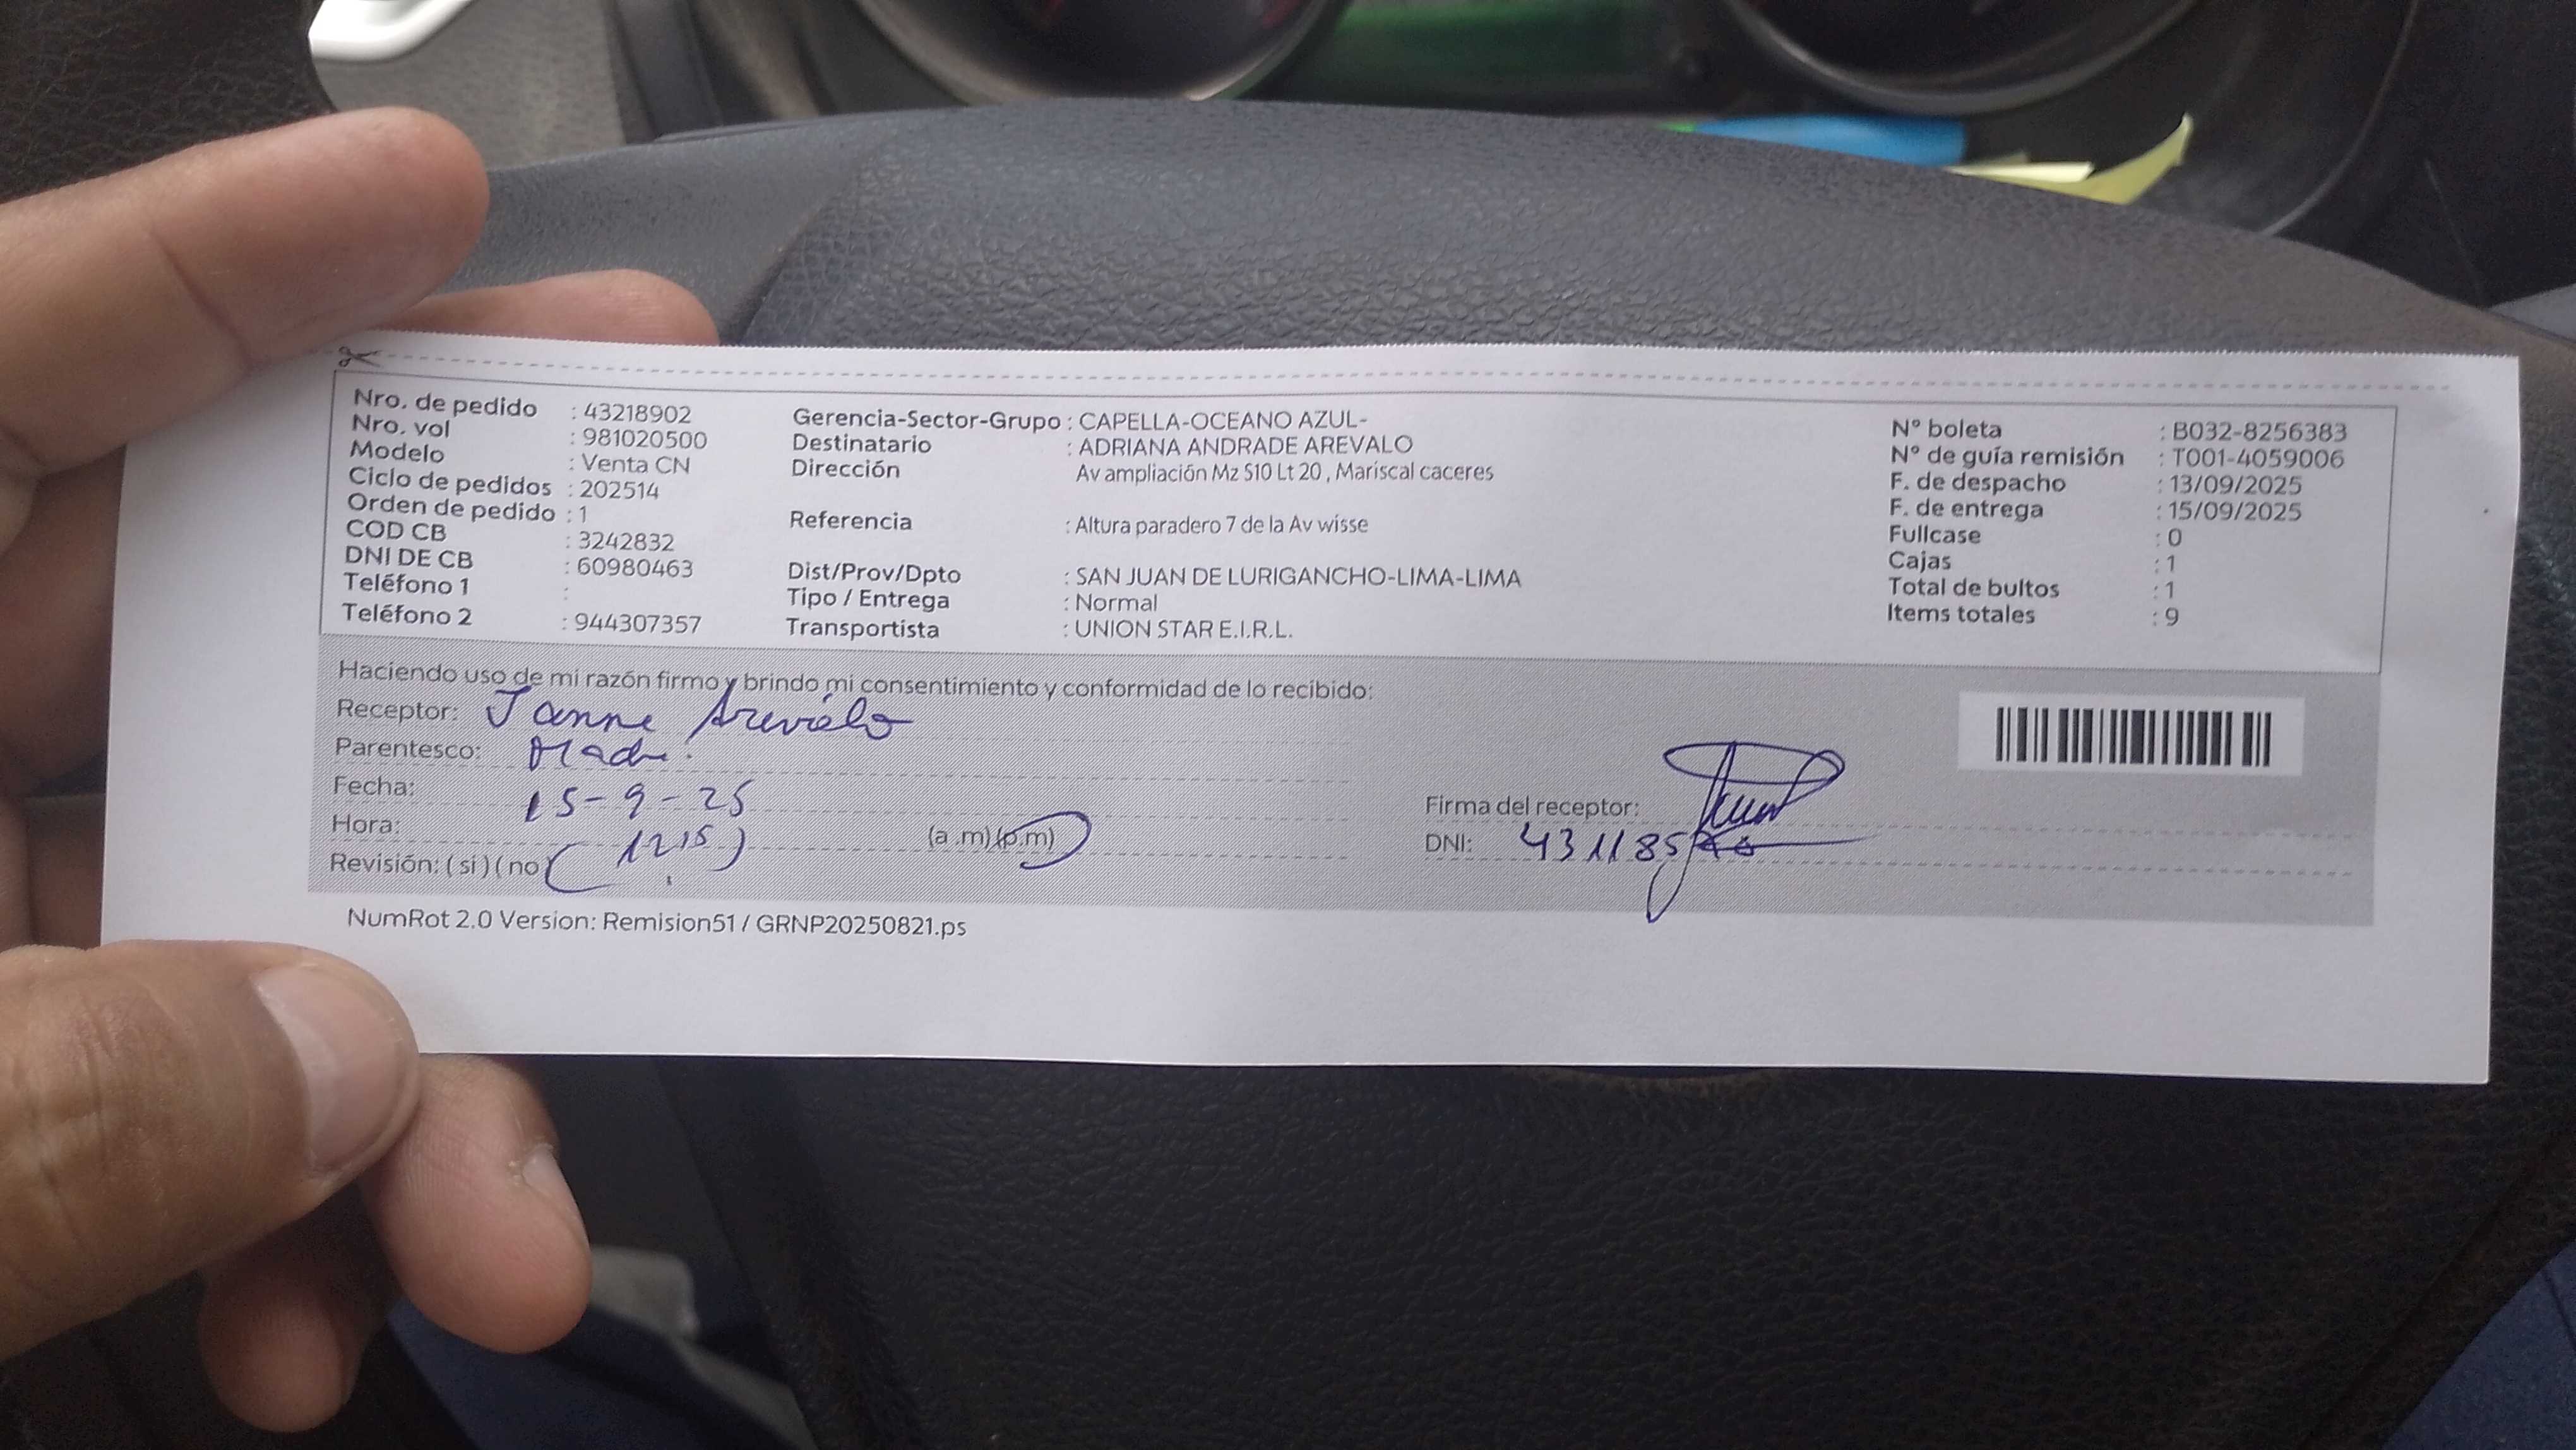 Nro. de pedido : 43218902
Nro. vol : 981020500
Modelo : Venta CN
Ciclo de pedidos : 202514
Orden de pedido : 1
COD CB : 3242832
DNI DE CB : 60980463
Teléfono 1 :
Teléfono 2 : 944307357
Gerencia-Sector-Grupo : CAPELLA-OCEANO AZUL-
Destinatario : ADRIANA ANDRADE AREVALO
Dirección Av ampliación Mz S10 Lt 20 , Mariscal caceres
Referencia : Altura paradero 7 de la Av wisse
Dist/Prov/Dpto : SAN JUAN DE LURIGANCHO-LIMA-LIMA
Tipo / Entrega : Normal
Transportista : UNION STAR E.I.R.L.
N° boleta : B032-8256383
N° de guía remisión : T001-4059006
F. de despacho : 13/09/2025
F. de entrega : 15/09/2025
Fullcase : 0
Cajas : 1
Total de bultos : 1
Items totales : 9
Haciendo uso de mi razón firmo y brindo mi consentimiento y conformidad de lo recibido:
Receptor: Arevalo
Parentesco: Madre
Fecha: 15-9-25
Hora: (1215) (a .m) (p.m)
Revisión: ( si ) ( no
Firma del receptor:
DNI:
NumRot 2.0 Version: Remision51 / GRNP20250821.ps